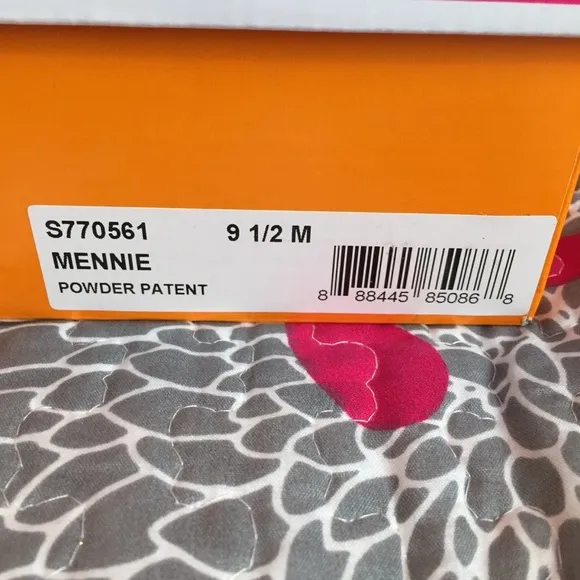 S770561 9 1/2 M
MENNIE
POWDER PATENT
8 88445 85086 8